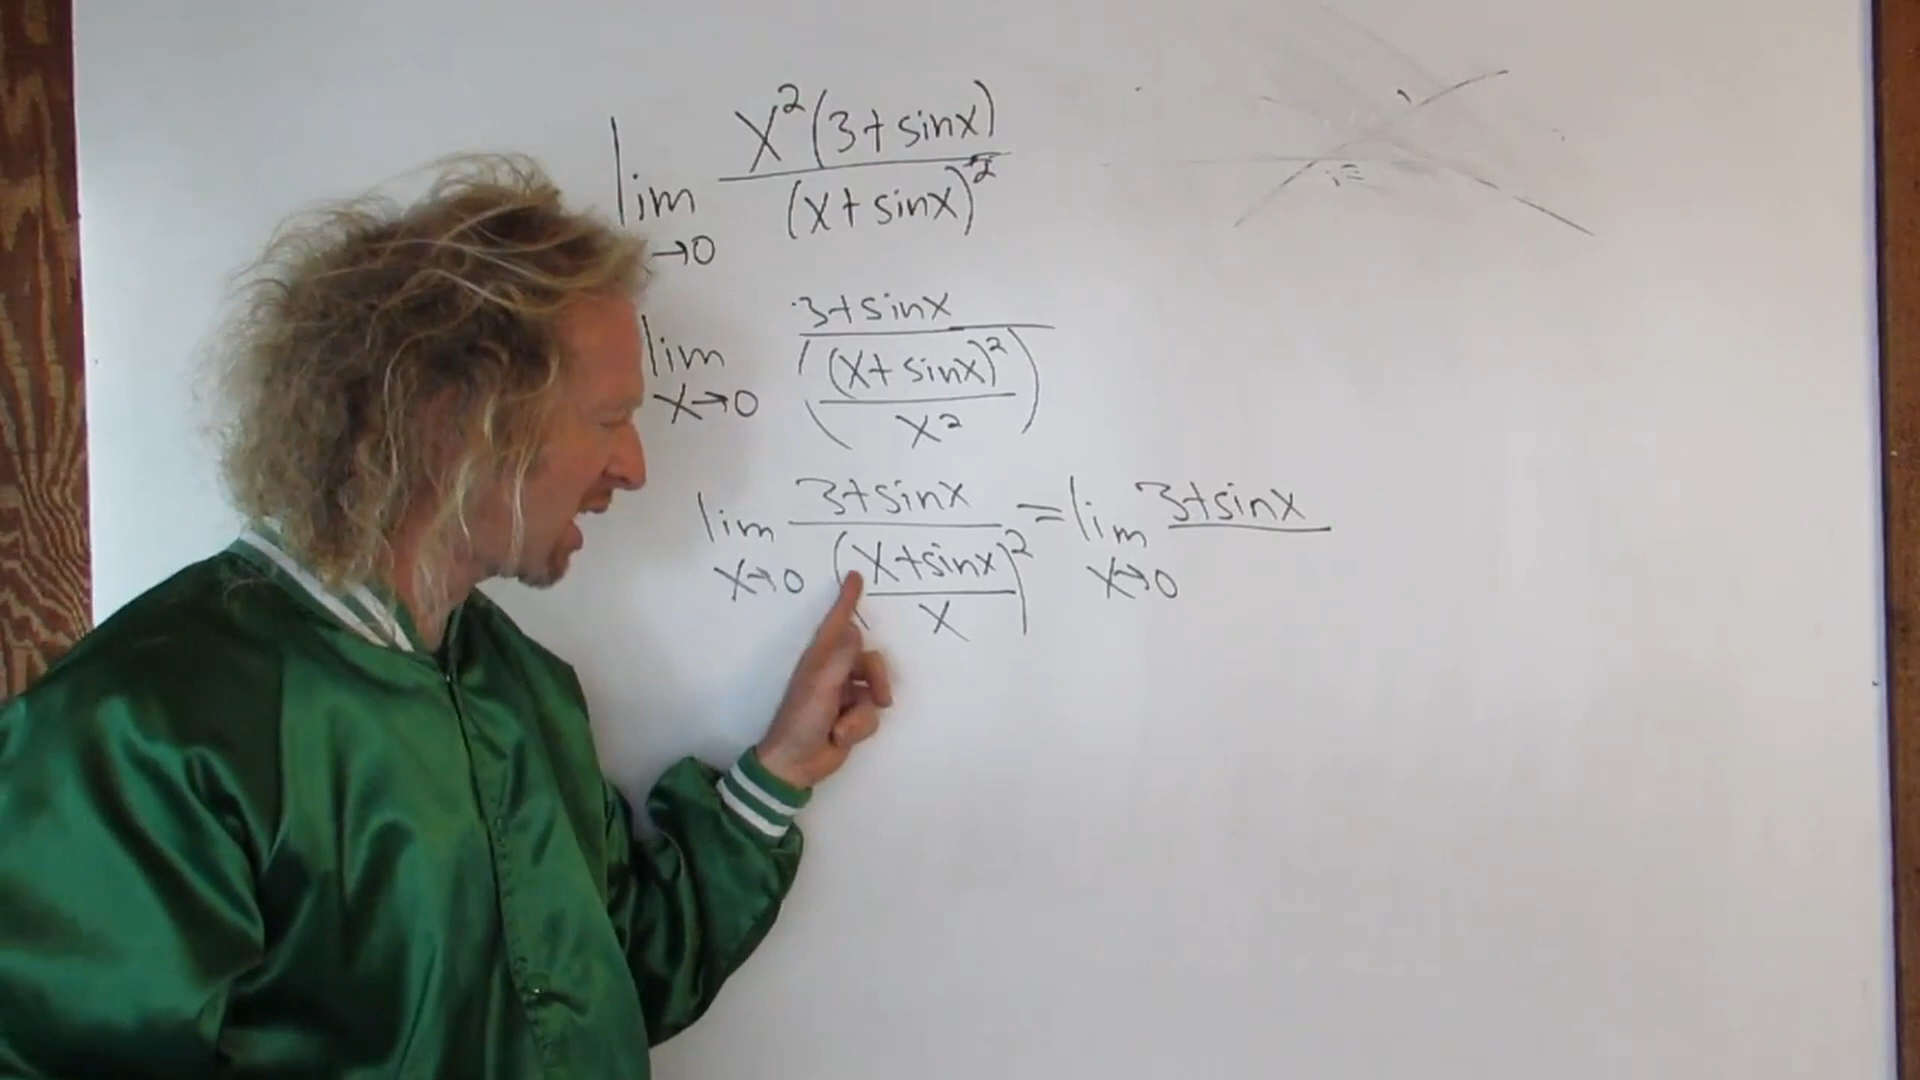 lim x²(3+sinx)
→0 (x+sinx)²
lim 3+sinx
x→0 ((x+sinx)²
x²)
lim 3+sinx = lim 3+sinx
x→0 (x+sinx)² x→0
x